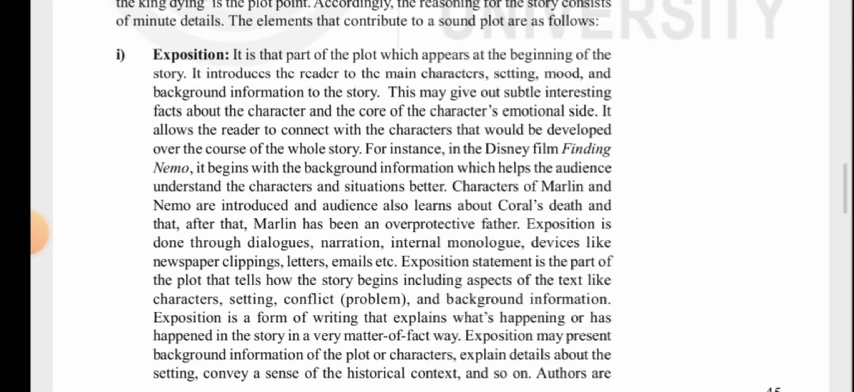 the king dying" is the plot point. Accordingly, the reasoning for the story consists
of minute details. The elements that contribute to a sound plot are as follows:
UNIVERSITY
i) Exposition: It is that part of the plot which appears at the beginning of the
story. It introduces the reader to the main characters, setting, mood, and
background information to the story. This may give out subtle interesting
facts about the character and the core of the character's emotional side. It
allows the reader to connect with the characters that would be developed
over the course of the whole story. For instance, in the Disney film Finding
Nemo, it begins with the background information which helps the audience
understand the characters and situations better. Characters of Marlin and
Nemo are introduced and audience also learns about Coral's death and
that, after that, Marlin has been an overprotective father. Exposition is
done through dialogues, narration, internal monologue, devices like
newspaper clippings, letters, emails etc. Exposition statement is the part of
the plot that tells how the story begins including aspects of the text like
characters, setting, conflict (problem), and background information.
Exposition is a form of writing that explains what's happening or has
happened in the story in a very matter-of-fact way. Exposition may present
background information of the plot or characters, explain details about the
setting, convey a sense of the historical context, and so on. Authors are